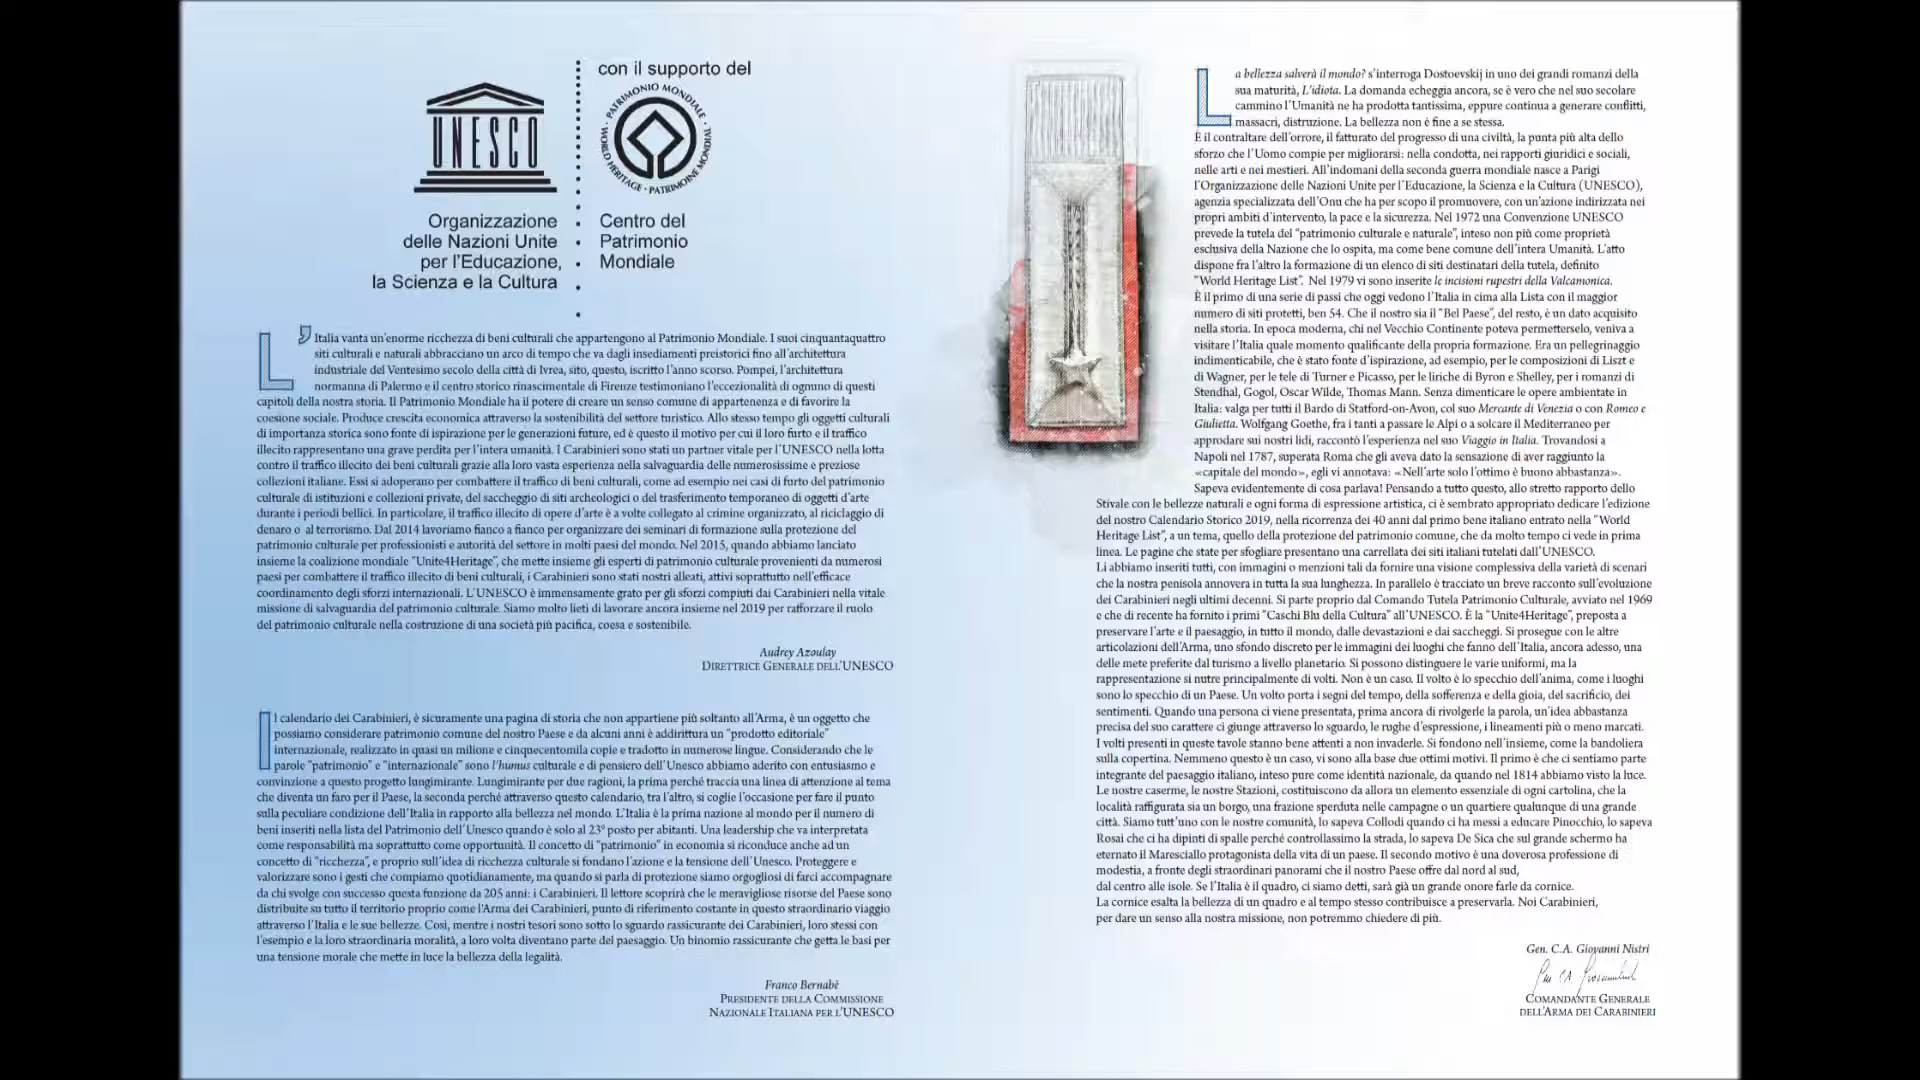 UNESCO
Organizzazione
delle Nazioni Unite
per l'Educazione,
la Scienza e la Cultura
con il supporto del
PATRIMONIO MONDIALE · WORLD HERITAGE · PATRIMOINE MONDIAL
Centro del
Patrimonio
Mondiale
L'Italia vanta un'enorme ricchezza di beni culturali che appartengono al Patrimonio Mondiale. I suoi cinquantaquattro
siti culturali e naturali abbracciano un arco di tempo che va dagli insediamenti preistorici fino all'architettura
industriale del Ventesimo secolo della città di Ivrea, sito, questo, iscritto l'anno scorso. Pompei, l'architettura
normanna di Palermo e il centro storico rinascimentale di Firenze testimoniano l'eccezionalità di ognuno di questi
capitoli della nostra storia. Il Patrimonio Mondiale ha il potere di creare un senso comune di appartenenza e di favorire la
coesione sociale. Produce crescita economica attraverso la sostenibilità del settore turistico. Allo stesso tempo gli oggetti culturali
di importanza storica sono fonte di ispirazione per le generazioni future, ed è questo il motivo per cui il loro furto e il traffico
illecito rappresentano una grave perdita per l'intera umanità. I Carabinieri sono stati un partner vitale per l'UNESCO nella lotta
contro il traffico illecito dei beni culturali grazie alla loro vasta esperienza nella salvaguardia delle numerosissime e preziose
collezioni italiane. Essi si adoperano per combattere il traffico di beni culturali, come ad esempio nei casi di furto del patrimonio
culturale di istituzioni e collezioni private, del saccheggio di siti archeologici o del trasferimento temporaneo di oggetti d'arte
durante i periodi bellici. In particolare, il traffico illecito di opere d'arte è a volte collegato al crimine organizzato, al riciclaggio di
denaro o al terrorismo. Dal 2014 lavoriamo fianco a fianco per organizzare dei seminari di formazione sulla protezione del
patrimonio culturale per professionisti e autorità del settore in molti paesi del mondo. Nel 2015, quando abbiamo lanciato
insieme la coalizione mondiale "Unite4Heritage", che mette insieme gli esperti di patrimonio culturale provenienti da numerosi
paesi per combattere il traffico illecito di beni culturali, i Carabinieri sono stati nostri alleati, attivi soprattutto nell'efficace
coordinamento degli sforzi internazionali. L'UNESCO è immensamente grato per gli sforzi compiuti dai Carabinieri nella vitale
missione di salvaguardia del patrimonio culturale. Siamo molto lieti di lavorare ancora insieme nel 2019 per rafforzare il ruolo
del patrimonio culturale nella costruzione di una società più pacifica, coesa e sostenibile.
Audrey Azoulay
Direttrice Generale dell'UNESCO
Il calendario dei Carabinieri, è sicuramente una pagina di storia che non appartiene più soltanto all'Arma, è un oggetto che
possiamo considerare patrimonio comune del nostro Paese e da alcuni anni è addirittura un "prodotto editoriale"
internazionale, realizzato in quasi un milione e cinquecentomila copie e tradotto in numerose lingue. Considerando che le
parole "patrimonio" e "internazionale" sono l'humus culturale e di pensiero dell'Unesco abbiamo aderito con entusiasmo e
convinzione a questo progetto lungimirante. Lungimirante per due ragioni, la prima perché traccia una linea di attenzione al tema
che diventa un faro per il Paese, la seconda perché attraverso questo calendario, tra l'altro, si coglie l'occasione per fare il punto
sulla peculiare condizione dell'Italia in rapporto alla bellezza nel mondo. L'Italia è la prima nazione al mondo per il numero di
beni inseriti nella lista del Patrimonio dell'Unesco quando è solo al 23° posto per abitanti. Una leadership che va interpretata
come responsabilità ma soprattutto come opportunità. Il concetto di "patrimonio" in economia si riconduce anche ad un
concetto di "ricchezza", e proprio sull'idea di ricchezza culturale si fondano l'azione e la tensione dell'Unesco. Proteggere e
valorizzare sono i gesti che compiamo quotidianamente, ma quando si parla di protezione siamo orgogliosi di farci accompagnare
da chi svolge con successo questa funzione da 205 anni: i Carabinieri. Il lettore scoprirà che le meravigliose risorse del Paese sono
distribuite su tutto il territorio proprio come l'Arma dei Carabinieri, punto di riferimento costante in questo straordinario viaggio
attraverso l'Italia e le sue bellezze. Così, mentre i nostri tesori sono sotto lo sguardo rassicurante dei Carabinieri, loro stessi con
l'esempio e la loro straordinaria moralità, a loro volta diventano parte del paesaggio. Un binomio rassicurante che getta le basi per
una tensione morale che mette in luce la bellezza della legalità.
Franco Bernabè
Presidente della Commissione
Nazionale Italiana per l'UNESCO
La bellezza salverà il mondo? s'interroga Dostoevskij in uno dei grandi romanzi della
sua maturità, L'idiota. La domanda echeggia ancora, se è vero che nel suo secolare
cammino l'Umanità ne ha prodotta tantissima, eppure continua a generare conflitti,
massacri, distruzione. La bellezza non è fine a se stessa.
È il contraltare dell'orrore, il fatturato del progresso di una civiltà, la punta più alta dello
sforzo che l'Uomo compie per migliorarsi: nella condotta, nei rapporti giuridici e sociali,
nelle arti e nei mestieri. All'indomani della seconda guerra mondiale nasce a Parigi
l'Organizzazione delle Nazioni Unite per l'Educazione, la Scienza e la Cultura (UNESCO),
agenzia specializzata dell'Onu che ha per scopo il promuovere, con un'azione indirizzata nei
propri ambiti d'intervento, la pace e la sicurezza. Nel 1972 una Convenzione UNESCO
prevede la tutela del "patrimonio culturale e naturale", inteso non più come proprietà
esclusiva della Nazione che lo ospita, ma come bene comune dell'intera Umanità. L'atto
dispone fra l'altro la formazione di un elenco di siti destinatari della tutela, definito
"World Heritage List". Nel 1979 vi sono inserite le incisioni rupestri della Valcamonica.
È il primo di una serie di passi che oggi vedono l'Italia in cima alla Lista con il maggior
numero di siti protetti, ben 54. Che il nostro sia il "Bel Paese", del resto, è un dato acquisito
nella storia. In epoca moderna, chi nel Vecchio Continente poteva permetterselo, veniva a
visitare l'Italia quale momento qualificante della propria formazione. Era un pellegrinaggio
indimenticabile, che è stato fonte d'ispirazione, ad esempio, per le composizioni di Liszt e
di Wagner, per le tele di Turner e Picasso, per le liriche di Byron e Shelley, per i romanzi di
Stendhal, Gogol, Oscar Wilde, Thomas Mann. Senza dimenticare le opere ambientate in
Italia: valga per tutti il Bardo di Statford-on-Avon, col suo Mercante di Venezia o con Romeo e
Giulietta. Wolfgang Goethe, fra i tanti a passare le Alpi o a solcare il Mediterraneo per
approdare sui nostri lidi, raccontò l'esperienza nel suo Viaggio in Italia. Trovandosi a
Napoli nel 1787, superata Roma che gli aveva dato la sensazione di aver raggiunto la
«capitale del mondo», egli vi annotava: «Nell'arte solo l'ottimo è buono abbastanza».
Sapeva evidentemente di cosa parlava! Pensando a tutto questo, allo stretto rapporto dello
Stivale con le bellezze naturali e ogni forma di espressione artistica, ci è sembrato appropriato dedicare l'edizione
del nostro Calendario Storico 2019, nella ricorrenza dei 40 anni dal primo bene italiano entrato nella "World
Heritage List", a un tema, quello della protezione del patrimonio comune, che da molto tempo ci vede in prima
linea. Le pagine che state per sfogliare presentano una carrellata dei siti italiani tutelati dall'UNESCO.
Li abbiamo inseriti tutti, con immagini o menzioni tali da fornire una visione complessiva della varietà di scenari
che la nostra penisola annovera in tutta la sua lunghezza. In parallelo è tracciato un breve racconto sull'evoluzione
dei Carabinieri negli ultimi decenni. Si parte proprio dal Comando Tutela Patrimonio Culturale, avviato nel 1969
e che di recente ha fornito i primi "Caschi Blu della Cultura" all'UNESCO. È la "Unite4Heritage", preposta a
preservare l'arte e il paesaggio, in tutto il mondo, dalle devastazioni e dai saccheggi. Si prosegue con le altre
articolazioni dell'Arma, uno sfondo discreto per le immagini dei luoghi che fanno dell'Italia, ancora adesso, una
delle mete preferite dal turismo a livello planetario. Si possono distinguere le varie uniformi, ma la
rappresentazione si nutre principalmente di volti. Non è un caso. Il volto è lo specchio dell'anima, come i luoghi
sono lo specchio di un Paese. Un volto porta i segni del tempo, della sofferenza e della gioia, del sacrificio, dei
sentimenti. Quando una persona ci viene presentata, prima ancora di rivolgerle la parola, un'idea abbastanza
precisa del suo carattere ci giunge attraverso lo sguardo, le rughe d'espressione, i lineamenti più o meno marcati.
I volti presenti in queste tavole stanno bene attenti a non invaderle. Si fondono nell'insieme, come la bandoliera
sulla copertina. Nemmeno questo è un caso, vi sono alla base due ottimi motivi. Il primo è che ci sentiamo parte
integrante del paesaggio italiano, inteso pure come identità nazionale, da quando nel 1814 abbiamo visto la luce.
Le nostre caserme, le nostre Stazioni, costituiscono da allora un elemento essenziale di ogni cartolina, che la
località raffigurata sia un borgo, una frazione sperduta nelle campagne o un quartiere qualunque di una grande
città. Siamo tutt'uno con le nostre comunità, lo sapeva Collodi quando ci ha messi a educare Pinocchio, lo sapeva
Rosai che ci ha dipinti di spalle perché controllassimo la strada, lo sapeva De Sica che sul grande schermo ha
eternato il Maresciallo protagonista della vita di un paese. Il secondo motivo è una doverosa professione di
modestia, a fronte degli straordinari panorami che il nostro Paese offre dal nord al sud,
dal centro alle isole. Se l'Italia è il quadro, ci siamo detti, sarà già un grande onore farle da cornice.
La cornice esalta la bellezza di un quadro e al tempo stesso contribuisce a preservarla. Noi Carabinieri,
per dare un senso alla nostra missione, non potremmo chiedere di più.
Gen. C.A. Giovanni Nistri
Comandante Generale
dell'Arma dei Carabinieri